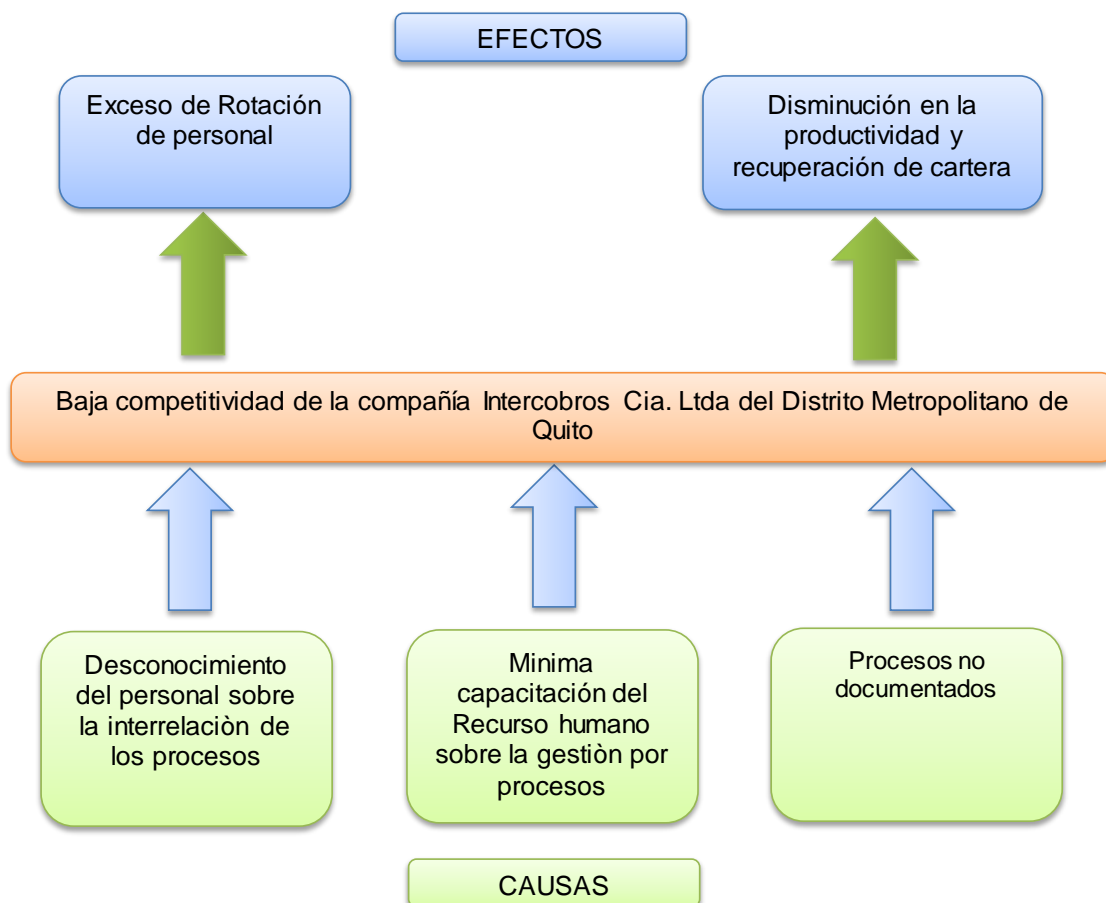 EFECTOS
Exceso de Rotación
de personal
Disminución en la
productividad y
recuperación de cartera
Baja competitividad de la compañía Intercobros Cia. Ltda del Distrito Metropolitano de
Quito
Desconocimiento
del personal sobre
la interrelaciòn de
los procesos
Minima
capacitación del
Recurso humano
sobre la gestiòn por
procesos
Procesos no
documentados
CAUSAS